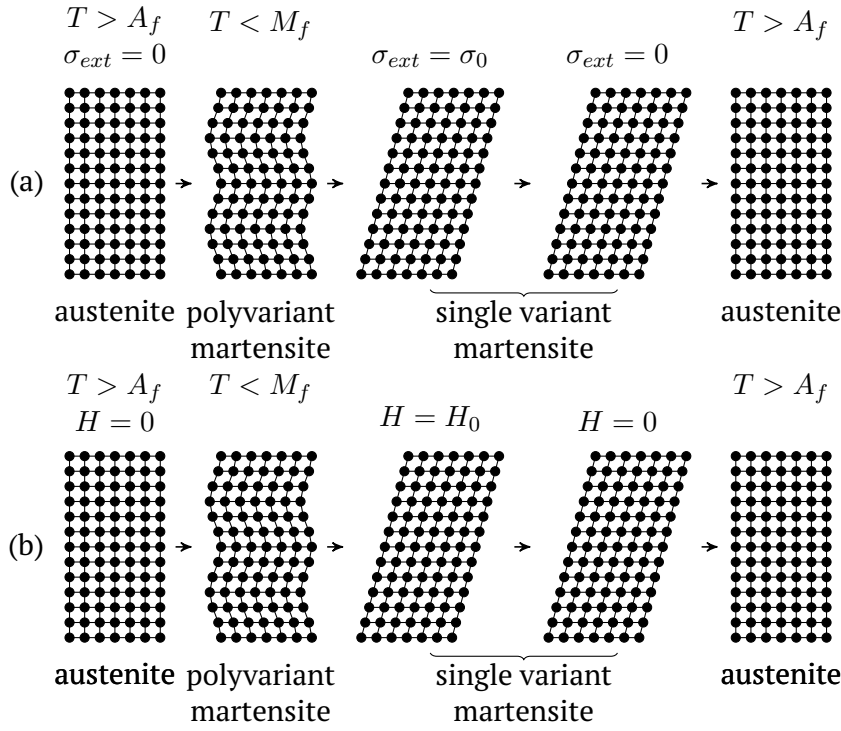 T > A_f T < M_f T > A_f
σ_ext = 0 σ_ext = σ_0 σ_ext = 0
(a)
austenite polyvariant single variant austenite
martensite martensite
T > A_f T < M_f T > A_f
H = 0 H = H_0 H = 0
(b)
austenite polyvariant single variant austenite
martensite martensite